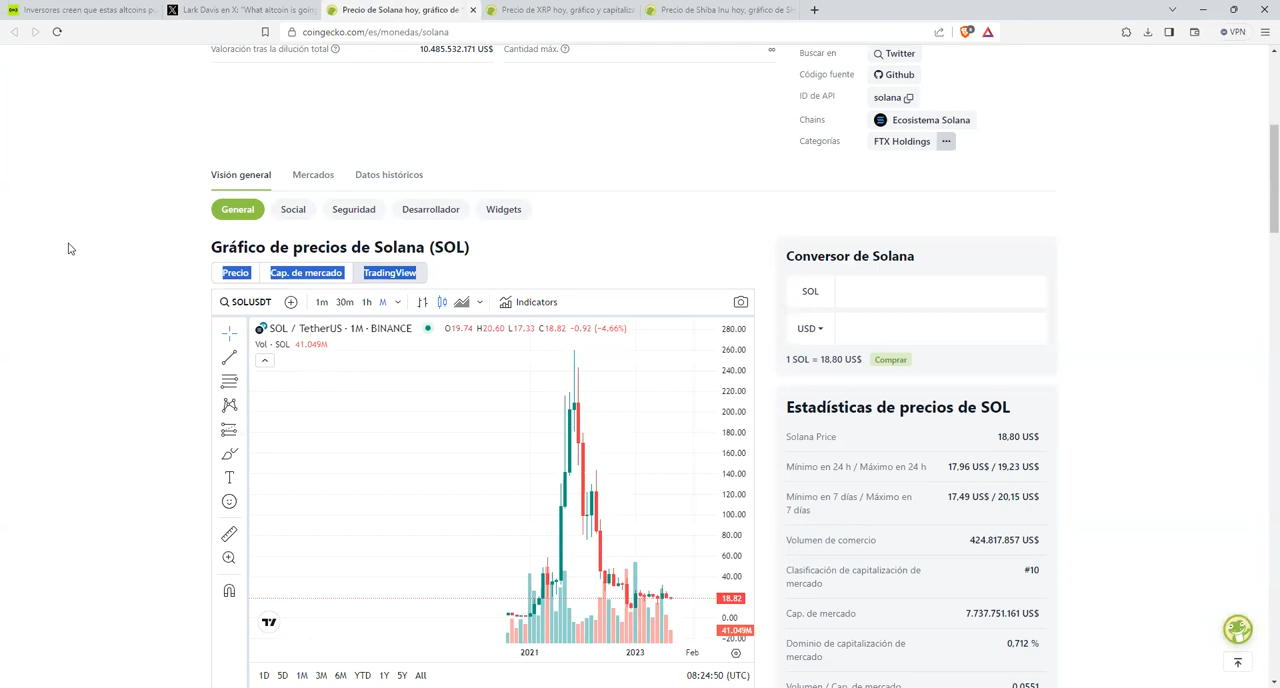 Inversores creen que estas altcoins pu
Lark Davis en X: "What altcoin is going
Precio de Solana hoy, gráfico de
Precio de XRP hoy, gráfico y capitaliza
Precio de Shiba Inu hoy, gráfico de Sh
coingecko.com/es/monedas/solana
VPN
Valoración tras la dilución total
10.485.532.171 US$
Cantidad máx.
∞
Buscar en
Twitter
Código fuente
Github
ID de API
solana
Chains
Ecosistema Solana
Categorías
FTX Holdings
Visión general
Mercados
Datos históricos
General
Social
Seguridad
Desarrollador
Widgets
Gráfico de precios de Solana (SOL)
Precio
Cap. de mercado
TradingView
SOLUSDT
1m
30m
1h
M
Indicators
SOL / TetherUS · 1M · BINANCE
O19.74 H20.60 L17.33 C18.82 -0.92 (-4.66%)
Vol · SOL 41.049M
280.00
260.00
240.00
220.00
200.00
180.00
160.00
140.00
120.00
100.00
80.00
60.00
40.00
18.82
0.00
41.049M
-20.00
2021
2023
Feb
1D
5D
1M
3M
6M
YTD
1Y
5Y
All
08:24:50 (UTC)
Conversor de Solana
SOL
USD
1 SOL = 18,80 US$
Comprar
Estadísticas de precios de SOL
Solana Price
18,80 US$
Mínimo en 24 h / Máximo en 24 h
17,96 US$ / 19,23 US$
Mínimo en 7 días / Máximo en
7 días
17,49 US$ / 20,15 US$
Volumen de comercio
424.817.857 US$
Clasificación de capitalización de
mercado
#10
Cap. de mercado
7.737.751.161 US$
Dominio de capitalización de
mercado
0,712 %
Volumen / Cap. de mercado
0.0551